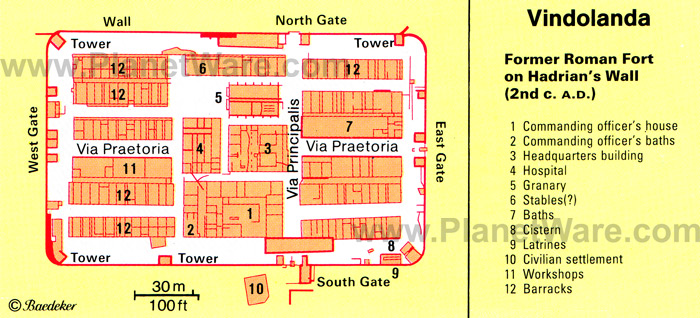 Wall
North Gate
Tower
Tower
www.PlanetWare.com
12
6
12
12
5
7
West Gate
Via Praetoria
4
3
Via Principalis
Via Praetoria
East Gate
11
12
1
12
2
12
8
www.PlanetWare.com
Tower
Tower
9
South Gate
10
30 m
100 ft
© Baedeker
Vindolanda
Former Roman Fort
on Hadrian's Wall
(2nd C. A.D.)
1 Commanding officer's house
2 Commanding officer's baths
3 Headquarters building
4 Hospital
5 Granary
6 Stables(?)
7 Baths
8 Cistern
9 Latrines
10 Civilian settlement
11 Workshops
12 Barracks